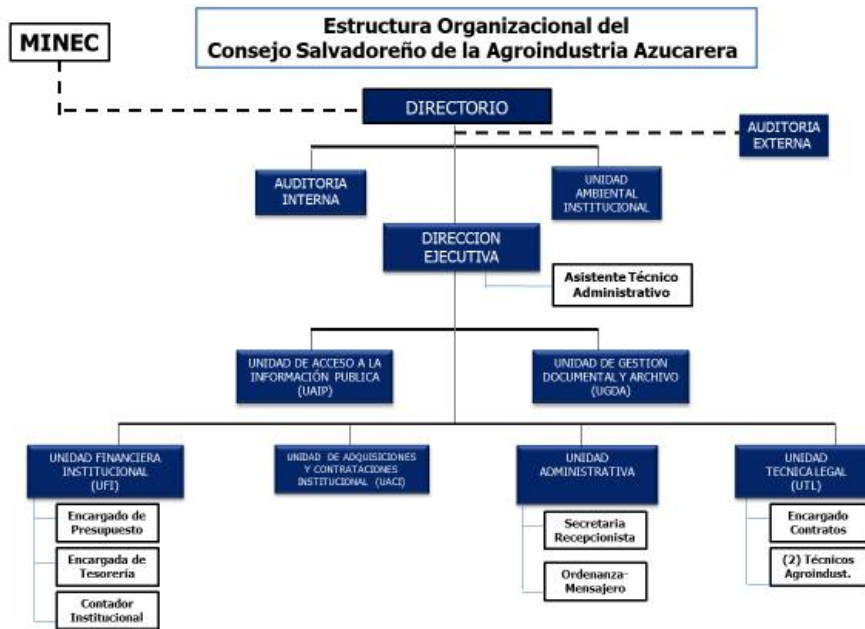 Estructura Organizacional del
Consejo Salvadoreño de la Agroindustria Azucarera
MINEC
DIRECTORIO
AUDITORIA
EXTERNA
AUDITORIA
INTERNA
UNIDAD
AMBIENTAL
INSTITUCIONAL
DIRECCION
EJECUTIVA
Asistente Técnico
Administrativo
UNIDAD DE ACCESO A LA
INFORMACIÓN PUBLICA
(UAIP)
UNIDAD DE GESTION
DOCUMENTAL Y ARCHIVO
(UGDA)
UNIDAD FINANCIERA
INSTITUCIONAL
(UFI)
UNIDAD DE ADQUISICIONES
Y CONTRATACIONES
INSTITUCIONAL (UACI)
UNIDAD
ADMINISTRATIVA
UNIDAD
TECNICA LEGAL
(UTL)
Encargado de
Presupuesto
Encargada de
Tesorería
Contador
Institucional
Secretaria
Recepcionista
Ordenanza-
Mensajero
Encargado
Contratos
(2) Técnicos
Agroindust.